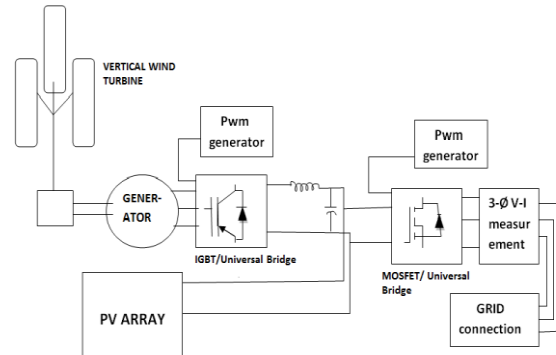 VERTICAL WIND
TURBINE
Pwm
generator
Pwm
generator
GENER-
ATOR
3-Ø V-I
measur
ement
IGBT/Universal Bridge
MOSFET/ Universal
Bridge
PV ARRAY
GRID
connection